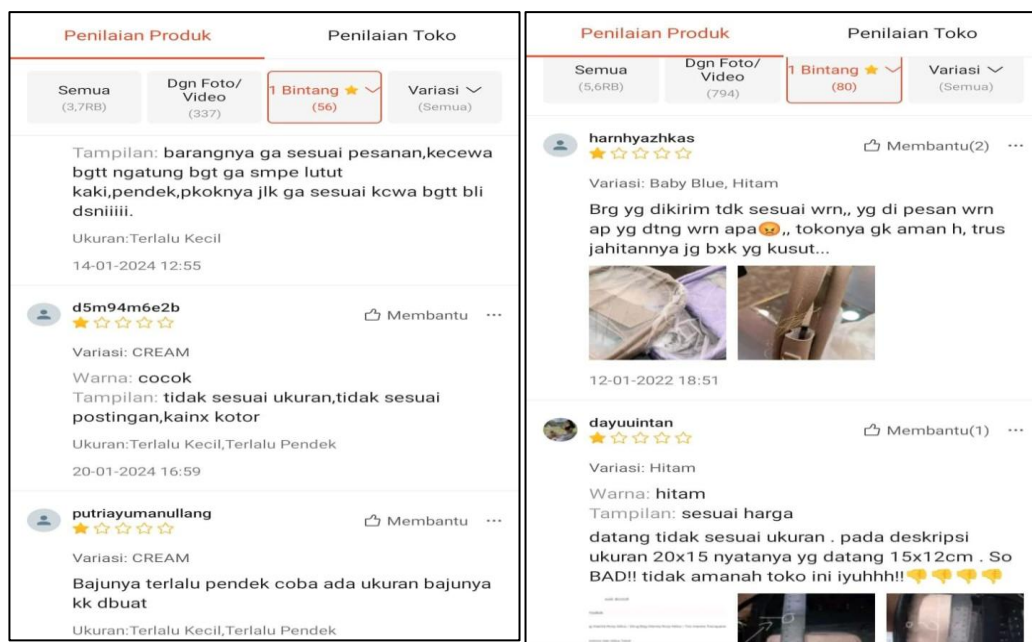 Penilaian Produk
Penilaian Toko
Semua
(3,7RB)
Dgn Foto/
Video
(337)
1 Bintang
(56)
Variasi
(Semua)
Tampilan: barangnya ga sesuai pesanan,kecewa
bgtt ngatung bgt ga smpe lutut
kaki,pendek,pkoknya jlk ga sesuai kcwa bgtt bli
dsniiiii.
Ukuran:Terlalu Kecil
14-01-2024 12:55
d5m94m6e2b
Membantu
Variasi: CREAM
Warna: cocok
Tampilan: tidak sesuai ukuran,tidak sesuai
postingan,kainx kotor
Ukuran:Terlalu Kecil,Terlalu Pendek
20-01-2024 16:59
putriayumanullang
Membantu
Variasi: CREAM
Bajunya terlalu pendek coba ada ukuran bajunya
kk dbuat
Ukuran:Terlalu Kecil,Terlalu Pendek
Penilaian Produk
Penilaian Toko
Semua
(5,6RB)
Dgn Foto/
Video
(794)
1 Bintang
(80)
Variasi
(Semua)
harnhyazhkas
Membantu(2)
Variasi: Baby Blue, Hitam
Brg yg dikirim tdk sesuai wrn,, yg di pesan wrn
ap yg dtng wrn apa😡,, tokonya gk aman h, trus
jahitannya jg bxk yg kusut...
12-01-2022 18:51
dayuuintan
Membantu(1)
Variasi: Hitam
Warna: hitam
Tampilan: sesuai harga
datang tidak sesuai ukuran . pada deskripsi
ukuran 20x15 nyatanya yg datang 15x12cm . So
BAD!! tidak amanah toko ini iyuhhh!!👎👎👎👎